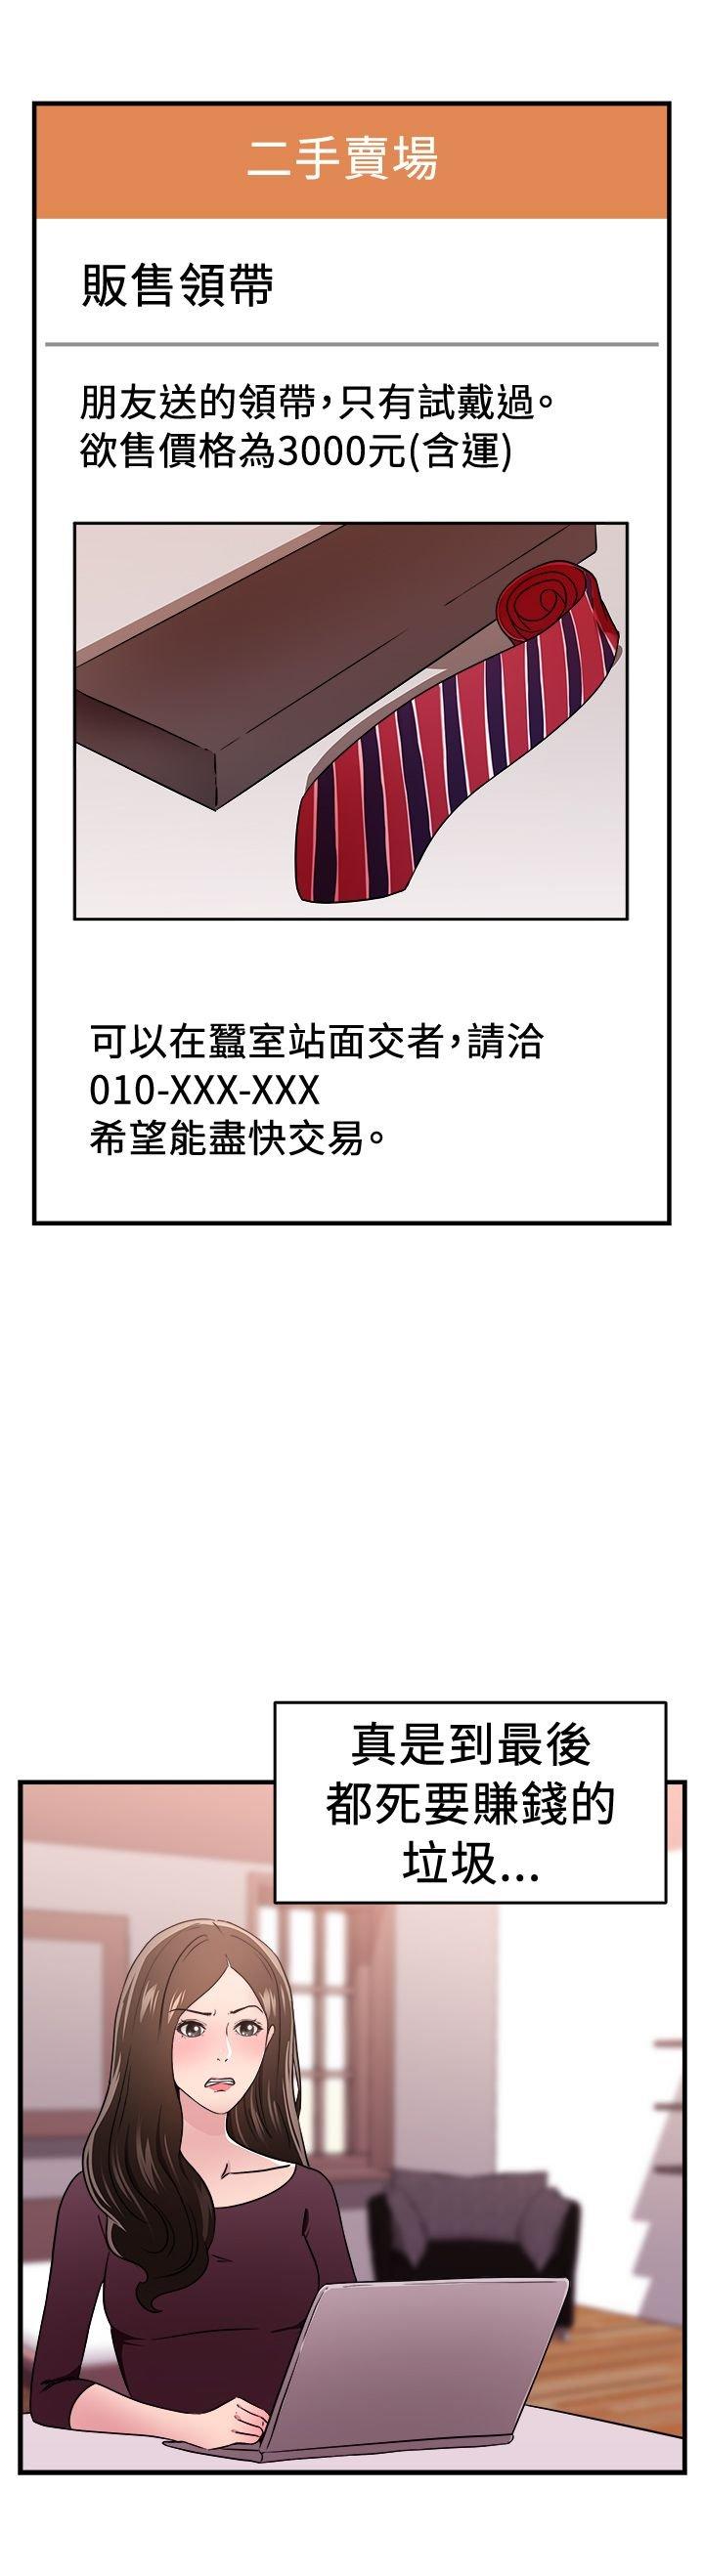 二手賣場
販售領帶
朋友送的領帶，只有試戴過。
欲售價格為3000元(含運)
可以在蠶室站面交者，請洽
010-XXX-XXX
希望能盡快交易。
真是到最後
都死要賺錢的
垃圾...